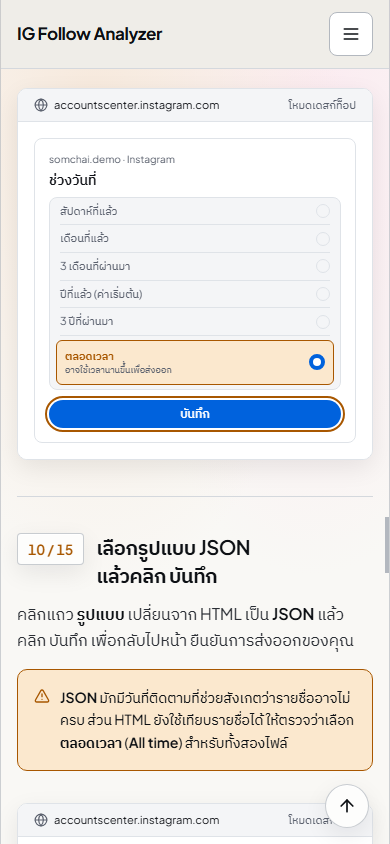 IG Follow Analyzer
accountscenter.instagram.com
โหมดเดสก์ท็อป
somchai.demo · Instagram
ช่วงวันที่
สัปดาห์ที่แล้ว
เดือนที่แล้ว
3 เดือนที่ผ่านมา
ปีที่แล้ว (ค่าเริ่มต้น)
3 ปีที่ผ่านมา
ตลอดเวลา
อาจใช้เวลานานขึ้นเพื่อส่งออก
บันทึก
10 / 15
เลือกรูปแบบ JSON
แล้วคลิก บันทึก
คลิกแถว รูปแบบ เปลี่ยนจาก HTML เป็น JSON แล้ว
คลิก บันทึก เพื่อกลับไปหน้า ยืนยันการส่งออกของคุณ
JSON มักมีวันที่ติดตามที่ช่วยสังเกตว่ารายชื่ออาจไม่
ครบ ส่วน HTML ยังใช้เทียบรายชื่อได้ ให้ตรวจว่าเลือก
ตลอดเวลา (All time) สำหรับทั้งสองไฟล์
accountscenter.instagram.com